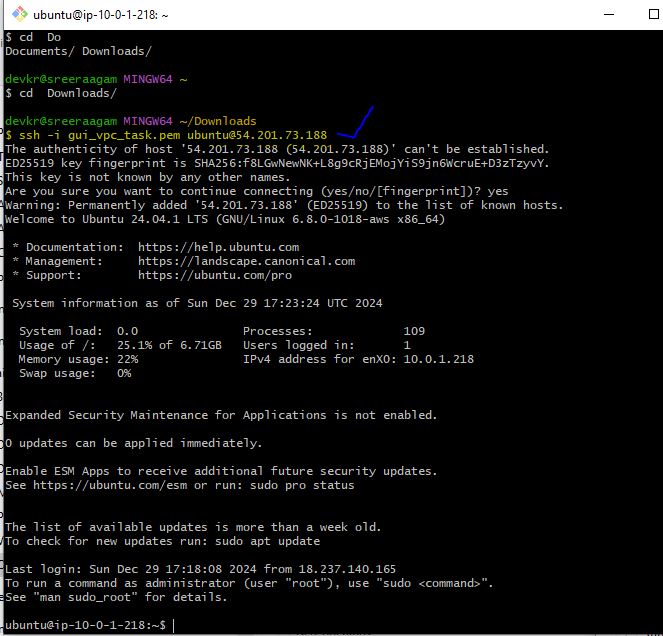 ubuntu@ip-10-0-1-218: ~
$ cd  Do
Documents/ Downloads/
devkr@sreeraagam MINGW64 ~
$ cd  Downloads/
devkr@sreeraagam MINGW64 ~/Downloads
$ ssh -i gui_vpc_task.pem ubuntu@54.201.73.188
The authenticity of host '54.201.73.188 (54.201.73.188)' can't be established.
ED25519 key fingerprint is SHA256:f8LGwNewNK+L8g9cRjEMojYiS9jn6WcruE+D3zTzyvY.
This key is not known by any other names.
Are you sure you want to continue connecting (yes/no/[fingerprint])? yes
Warning: Permanently added '54.201.73.188' (ED25519) to the list of known hosts.
Welcome to Ubuntu 24.04.1 LTS (GNU/Linux 6.8.0-1018-aws x86_64)
 * Documentation:  https://help.ubuntu.com
 * Management:     https://landscape.canonical.com
 * Support:        https://ubuntu.com/pro
 System information as of Sun Dec 29 17:23:24 UTC 2024
  System load:  0.0               Processes:             109
  Usage of /:   25.1% of 6.71GB   Users logged in:       1
  Memory usage: 22%               IPv4 address for enX0: 10.0.1.218
  Swap usage:   0%
Expanded Security Maintenance for Applications is not enabled.
0 updates can be applied immediately.
Enable ESM Apps to receive additional future security updates.
See https://ubuntu.com/esm or run: sudo pro status
The list of available updates is more than a week old.
To check for new updates run: sudo apt update
Last login: Sun Dec 29 17:18:08 2024 from 18.237.140.165
To run a command as administrator (user "root"), use "sudo <command>".
See "man sudo_root" for details.
ubuntu@ip-10-0-1-218:~$